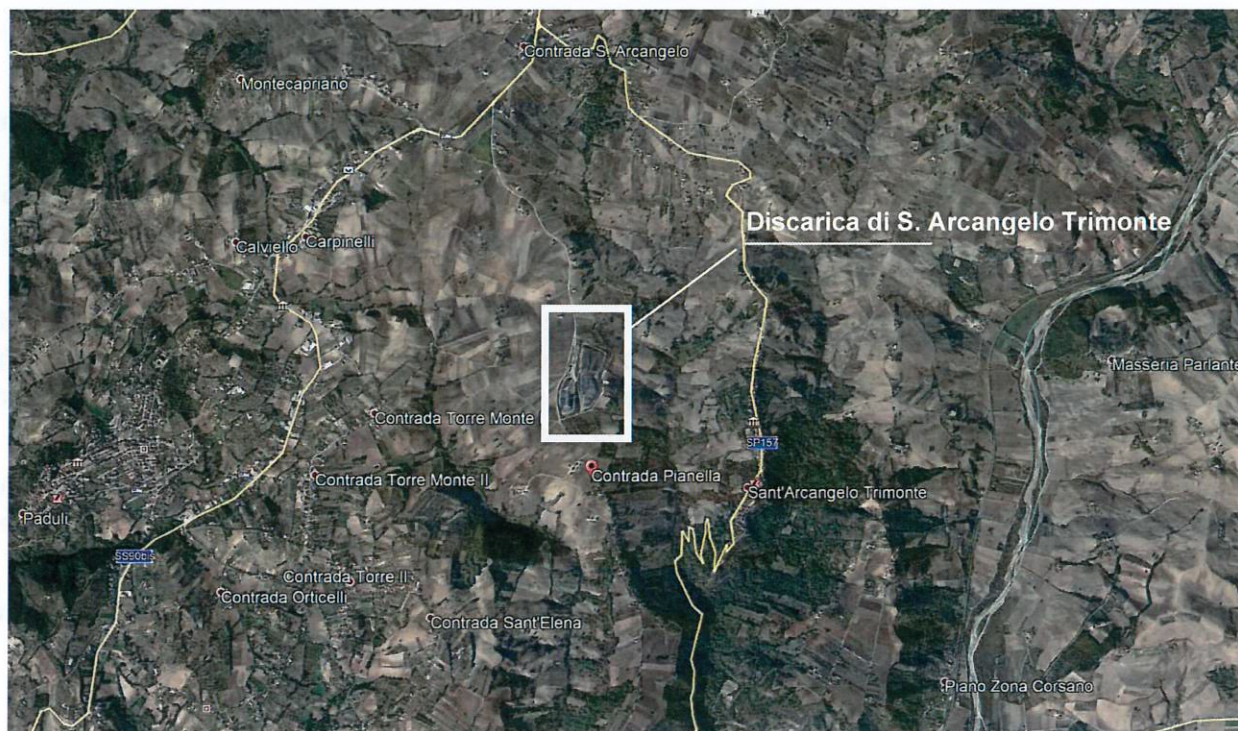 Contrada S. Arcangelo
Montecapriano
Discarica di S. Arcangelo Trimonte
Calviello
Carpinelli
Masseria Parlante
Contrada Torre Monte I
SP157
Contrada Torre Monte II
Contrada Pianella
Sant'Arcangelo Trimonte
Paduli
SS90bis
Contrada Torre II
Contrada Orticelli
Contrada Sant'Elena
Piano Zona Corsano